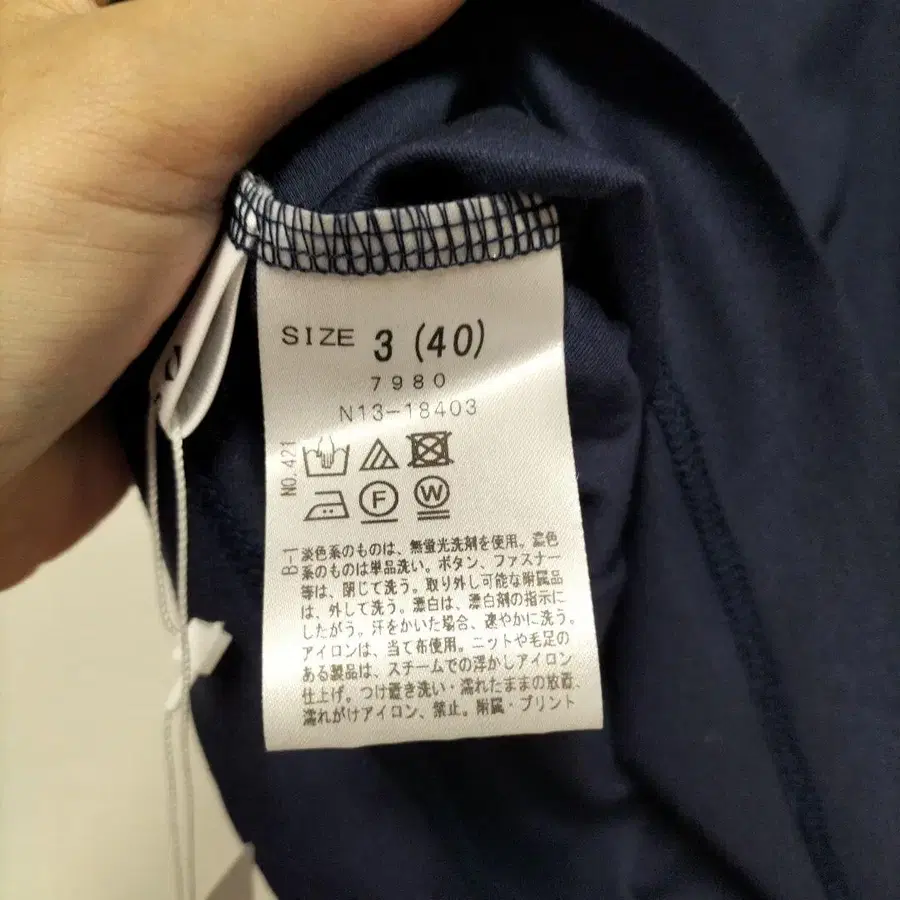 SIZE 3 (40)
7980
N13-18403
NO.421
F
W
B-1
淡色系のものは、無蛍光洗剤を使用。濃色
系のものは単品洗い。ボタン、ファスナー
等は、閉じて洗う。取り外し可能な附属品
は、外して洗う。漂白は、漂白剤の指示に
したがう。汗をかいた場合、速やかに洗う。
アイロンは、当て布使用。ニットや毛足の
ある製品は、スチームでの浮かしアイロン
仕上げ。つけ置き洗い・濡れたままの放置、
濡れがけアイロン、禁止。附属・プリント